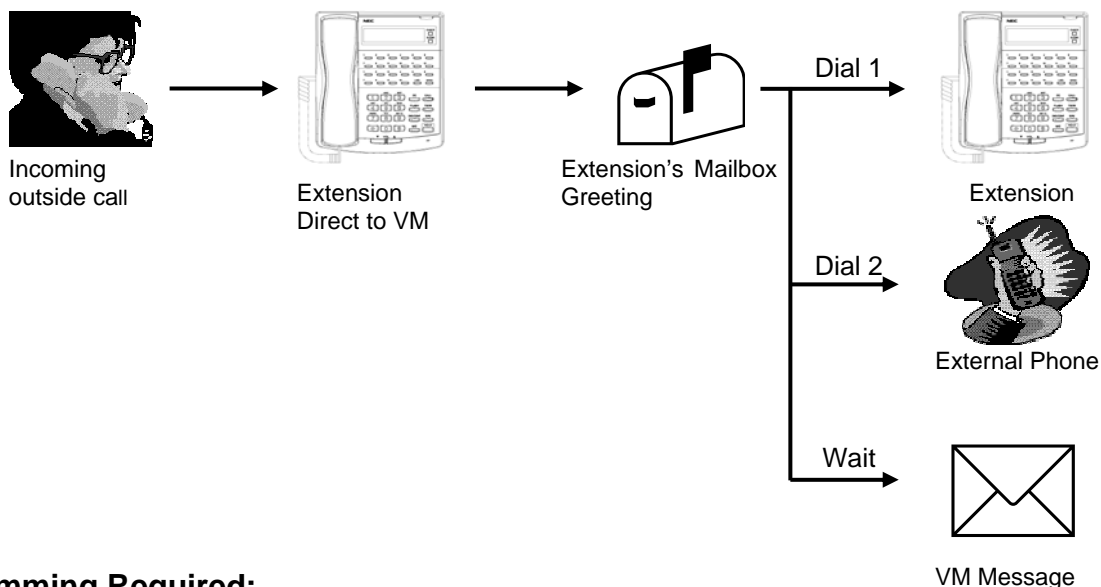 Incoming
outside call
Extension
Direct to VM
Extension's Mailbox
Greeting
Dial 1
Extension
Dial 2
External Phone
Wait
VM Message
Required: